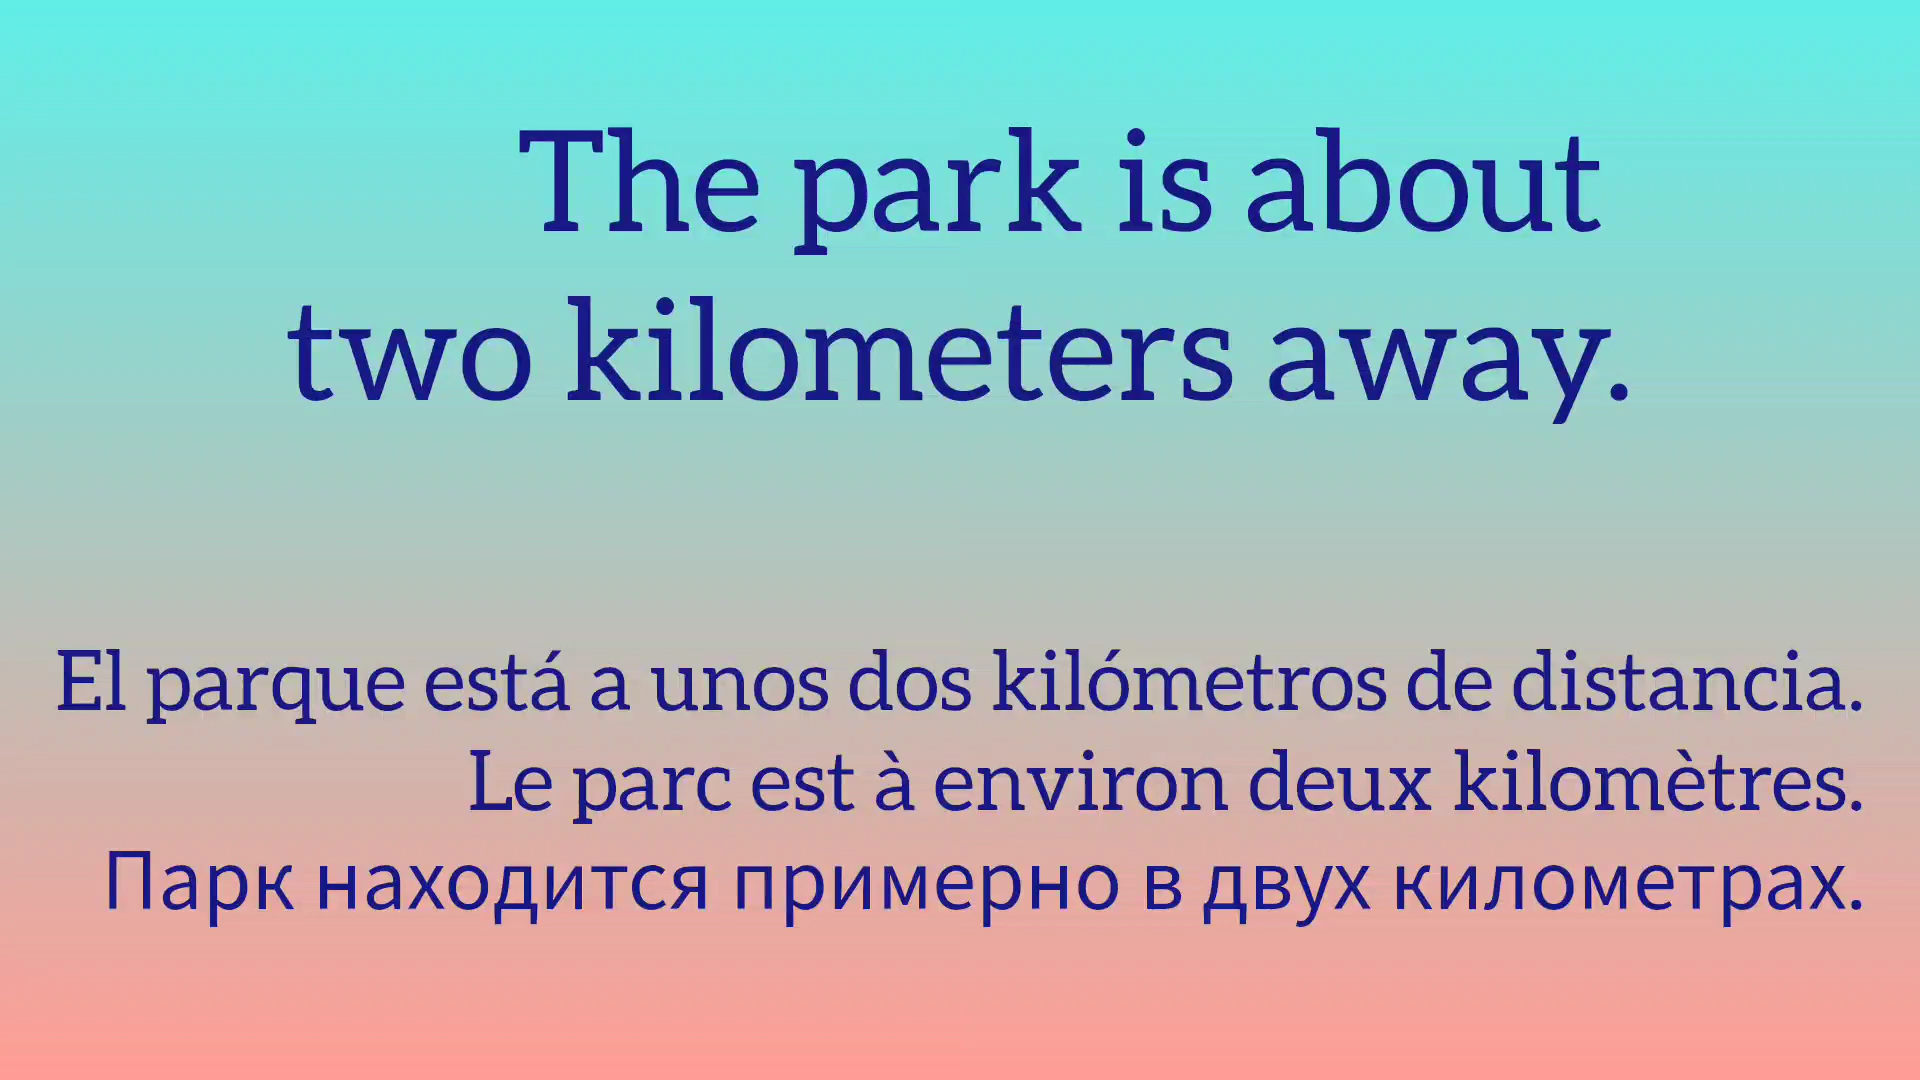 The park is about
two kilometers away.
El parque está a unos dos kilómetros de distancia.
Le parc est à environ deux kilomètres.
Парк находится примерно в двух километрах.